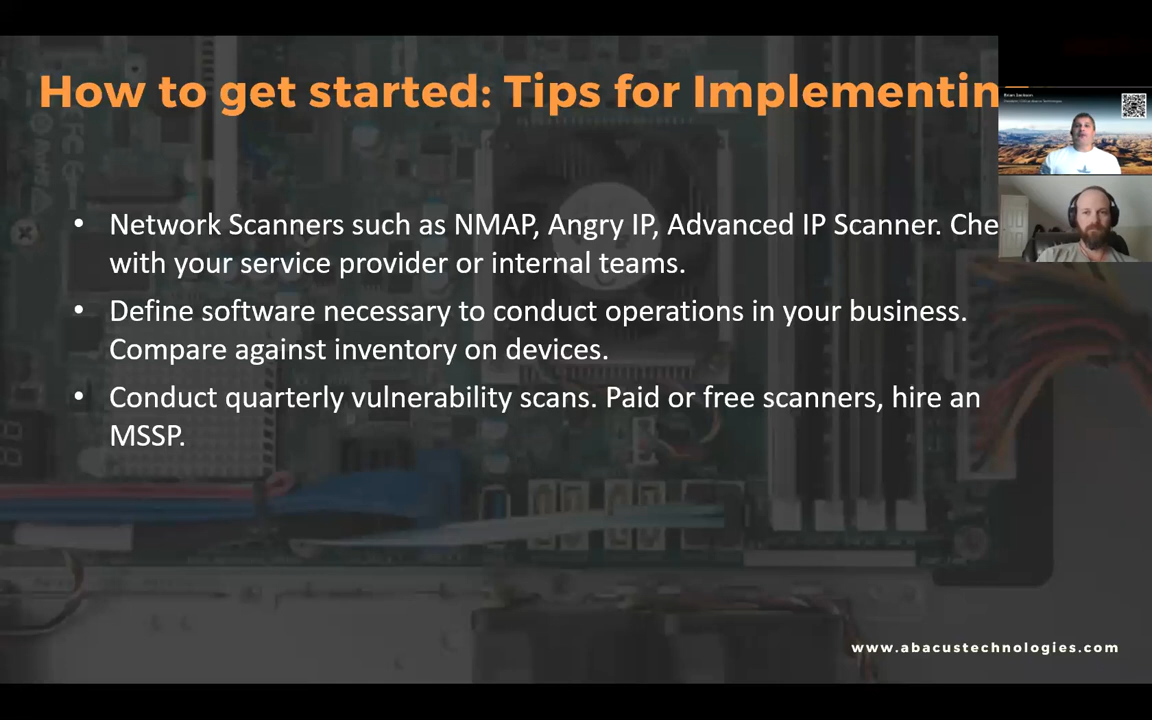 How to get started: Tips for Implementin
Brian Jackson
Network Scanners such as NMAP, Angry IP, Advanced IP Scanner. Che
with your service provider or internal teams.
• Define software necessary to conduct operations in your business.
Compare against inventory on devices.
• Conduct quarterly vulnerability scans. Paid or free scanners, hire an
MSSP.
www.abacustechnologies.com